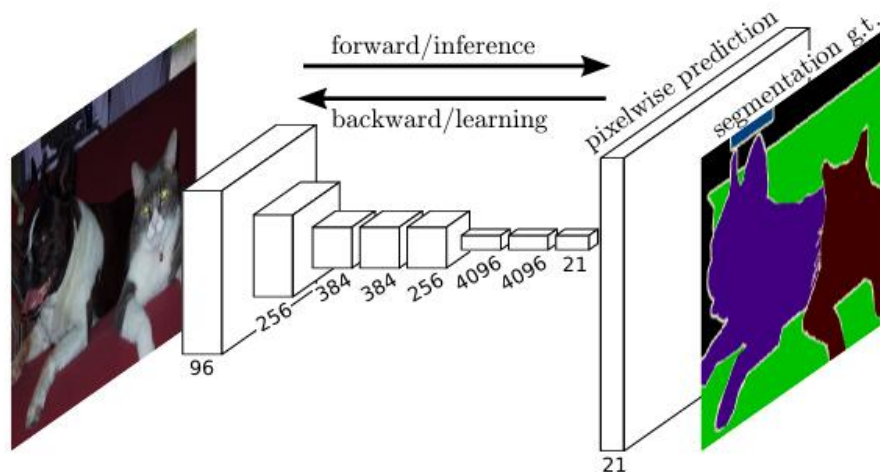 forward/inference
backward/learning
pixelwise prediction
segmentation g.t.
96
256
384
384
256
4096
4096
21
21